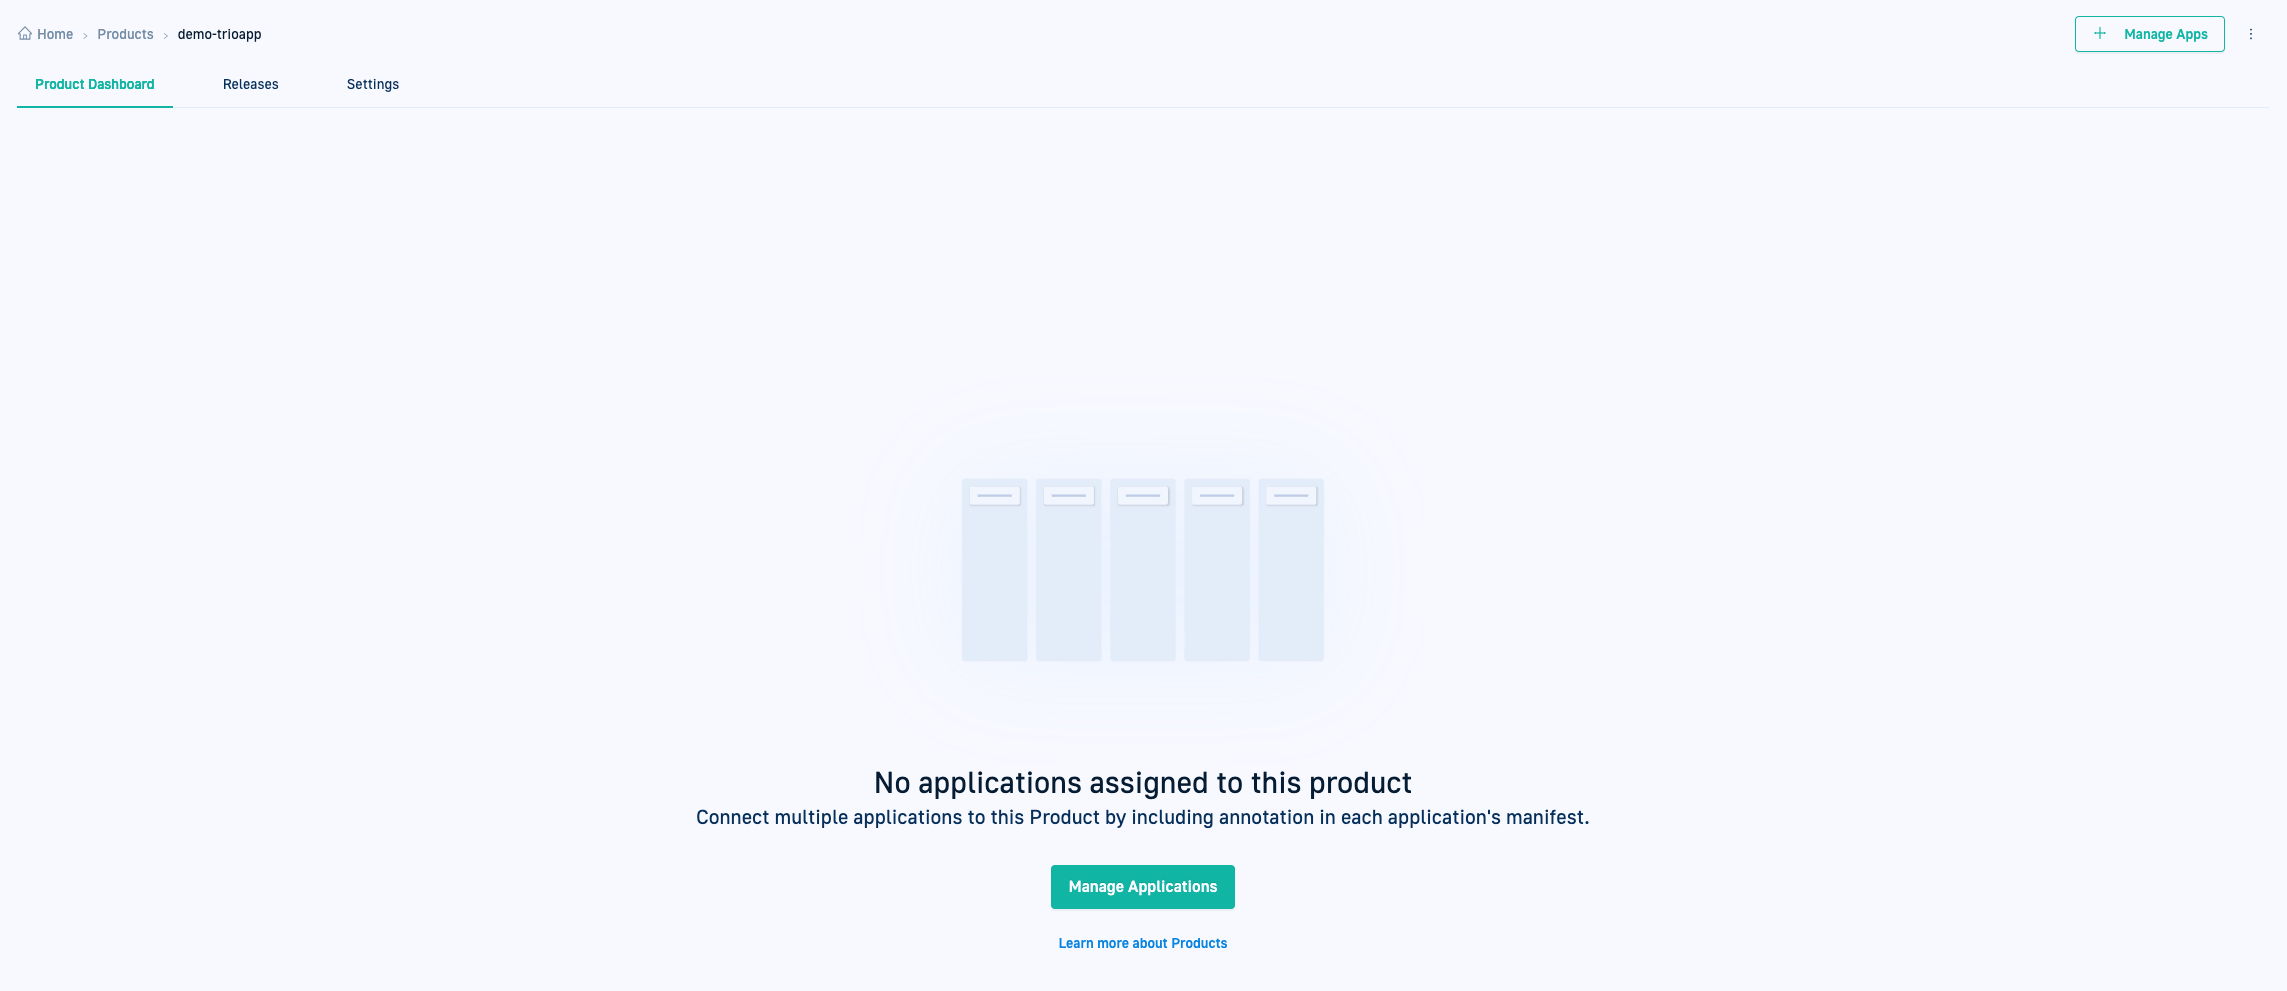 Home › Products › demo-trioapp
Manage Apps
Product Dashboard Releases Settings
No applications assigned to this product
Connect multiple applications to this Product by including annotation in each application's manifest.
Manage Applications
Learn more about Products